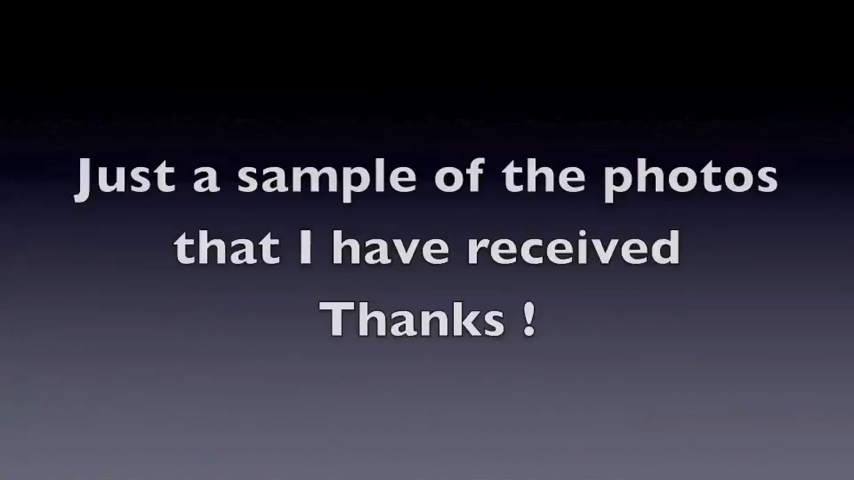 Just a sample of the photos
that I have received
Thanks !